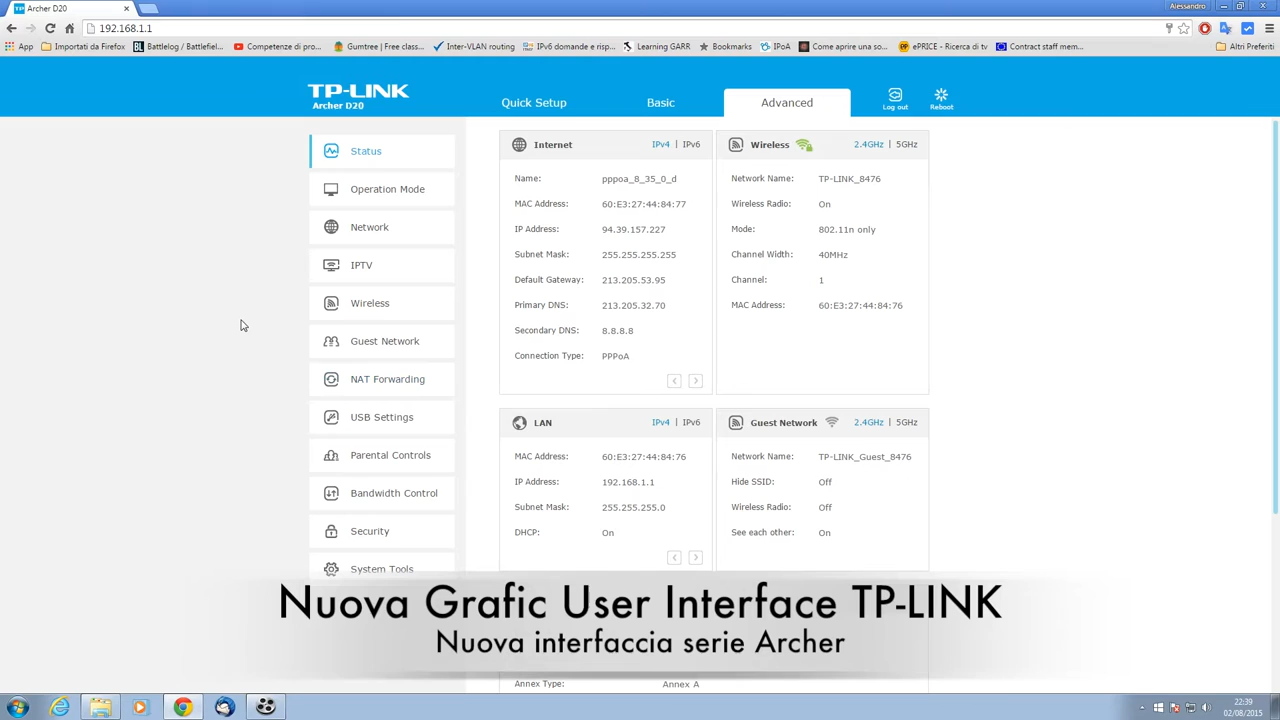 Archer D20
Alessandro
192.168.1.1
App
Importati da Firefox
Battlelog / Battlefiel...
Competenze di pro...
Gumtree | Free class...
Inter-VLAN routing
IPv6 domande e risp...
Learning GARR
Bookmarks
IPoA
Come aprire una so...
ePRICE - Ricerca di tv
Contract staff mem...
Altri Preferiti
TP-LINK
Archer D20
Quick Setup
Basic
Advanced
Log out
Reboot
Status
Operation Mode
Network
IPTV
Wireless
Guest Network
NAT Forwarding
USB Settings
Parental Controls
Bandwidth Control
Security
System Tools
Internet IPv4 | IPv6
Name: pppoa_8_35_0_d
MAC Address: 60:E3:27:44:84:77
IP Address: 94.39.157.227
Subnet Mask: 255.255.255.255
Default Gateway: 213.205.53.95
Primary DNS: 213.205.32.70
Secondary DNS: 8.8.8.8
Connection Type: PPPoA
Wireless 2.4GHz | 5GHz
Network Name: TP-LINK_8476
Wireless Radio: On
Mode: 802.11n only
Channel Width: 40MHz
Channel: 1
MAC Address: 60:E3:27:44:84:76
LAN IPv4 | IPv6
MAC Address: 60:E3:27:44:84:76
IP Address: 192.168.1.1
Subnet Mask: 255.255.255.0
DHCP: On
Guest Network 2.4GHz | 5GHz
Network Name: TP-LINK_Guest_8476
Hide SSID: Off
Wireless Radio: Off
See each other: On
Nuova Grafic User Interface TP-LINK
Nuova interfaccia serie Archer
Annex Type: Annex A
22:39
02/08/2015